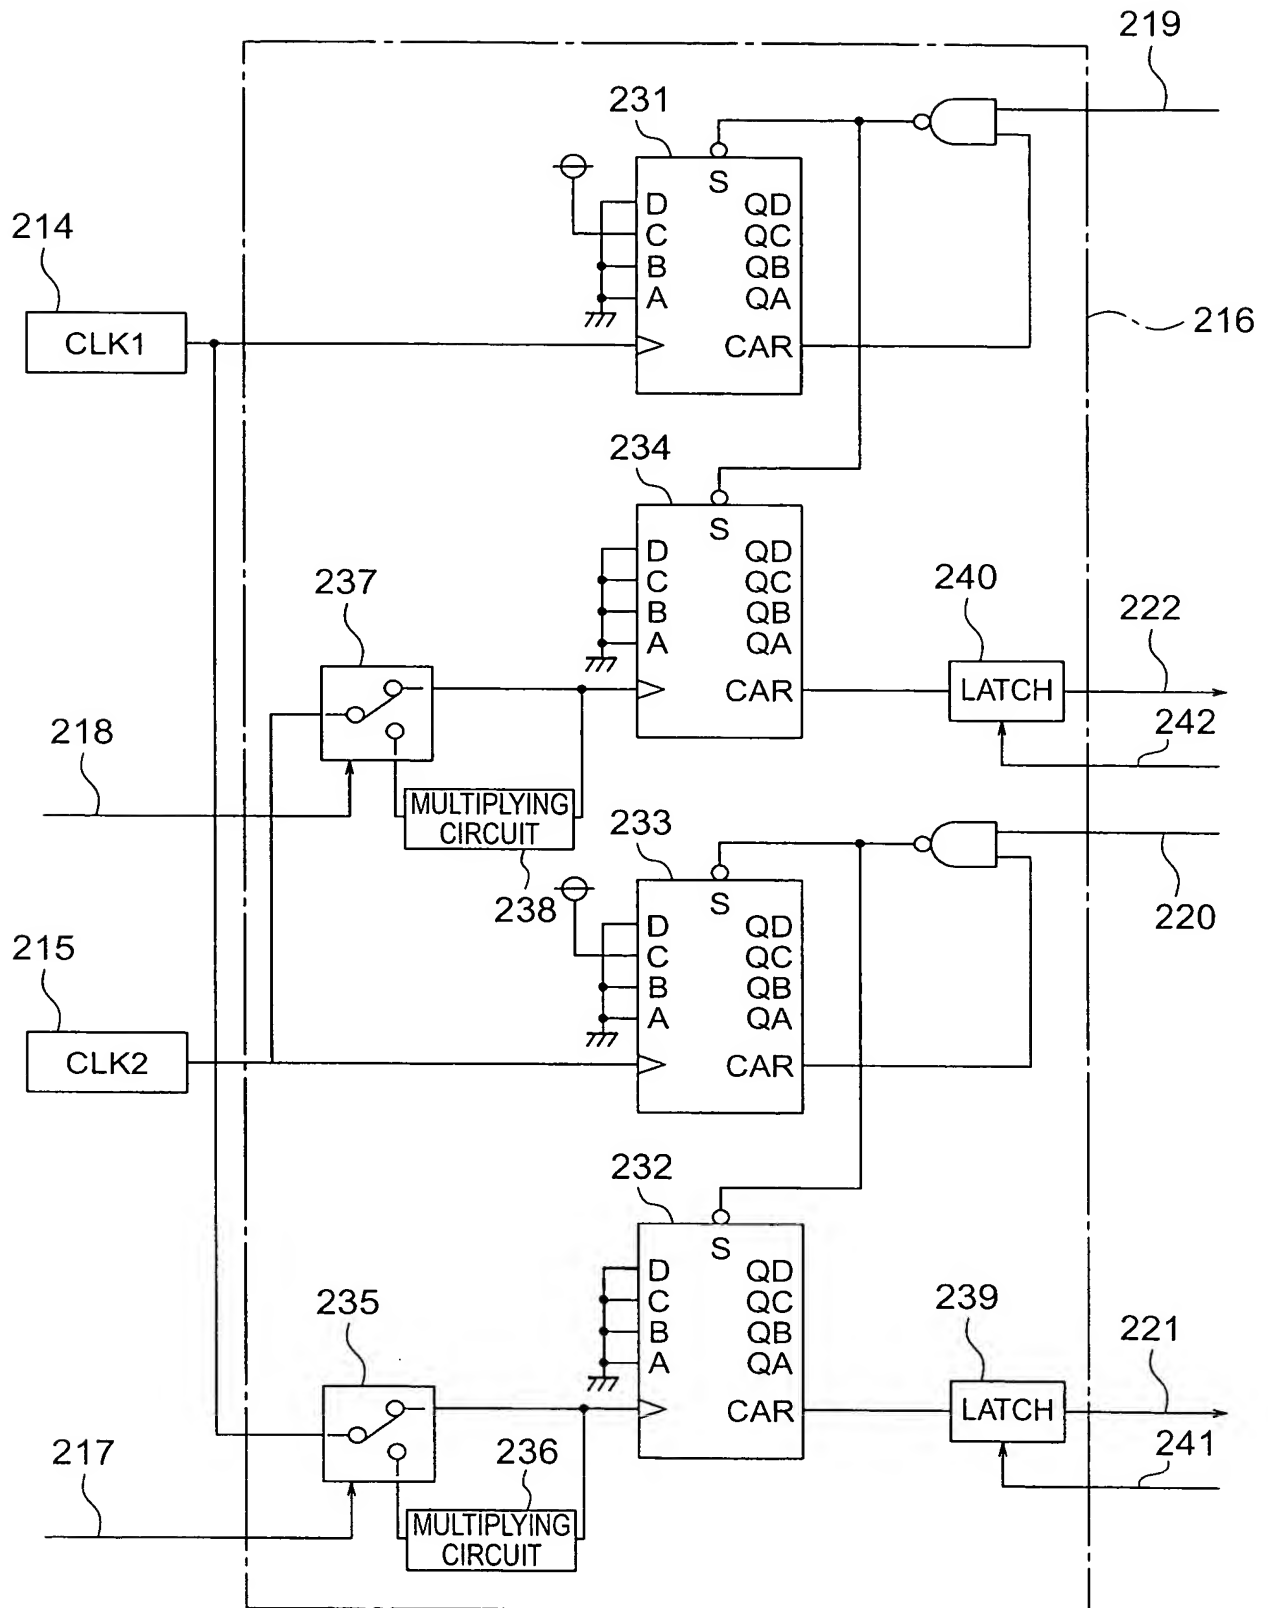 219
231
S
D QD
C QC
B QB
A QA
CAR
214
CLK1
216
234
S
D QD
C QC
B QB
A QA
CAR
237
240
LATCH
222
242
218
MULTIPLYING
CIRCUIT
238
233
S
D QD
C QC
B QB
A QA
CAR
220
215
CLK2
232
S
D QD
C QC
B QB
A QA
CAR
235
239
LATCH
221
241
217
236
MULTIPLYING
CIRCUIT